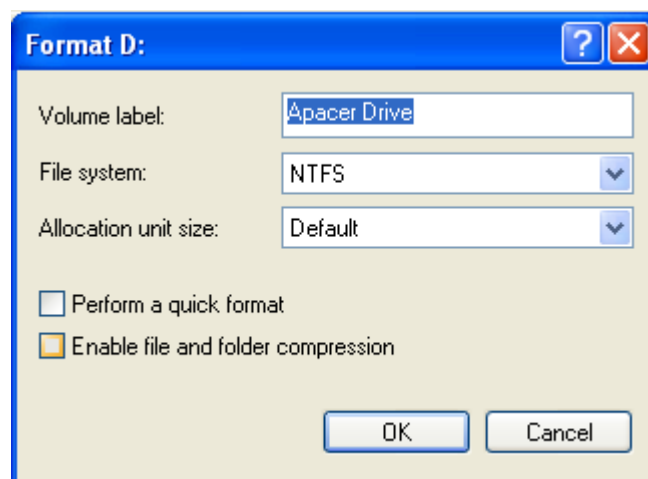 Format D:
Volume label: Apacer Drive
File system: NTFS
Allocation unit size: Default
Perform a quick format
Enable file and folder compression
OK Cancel